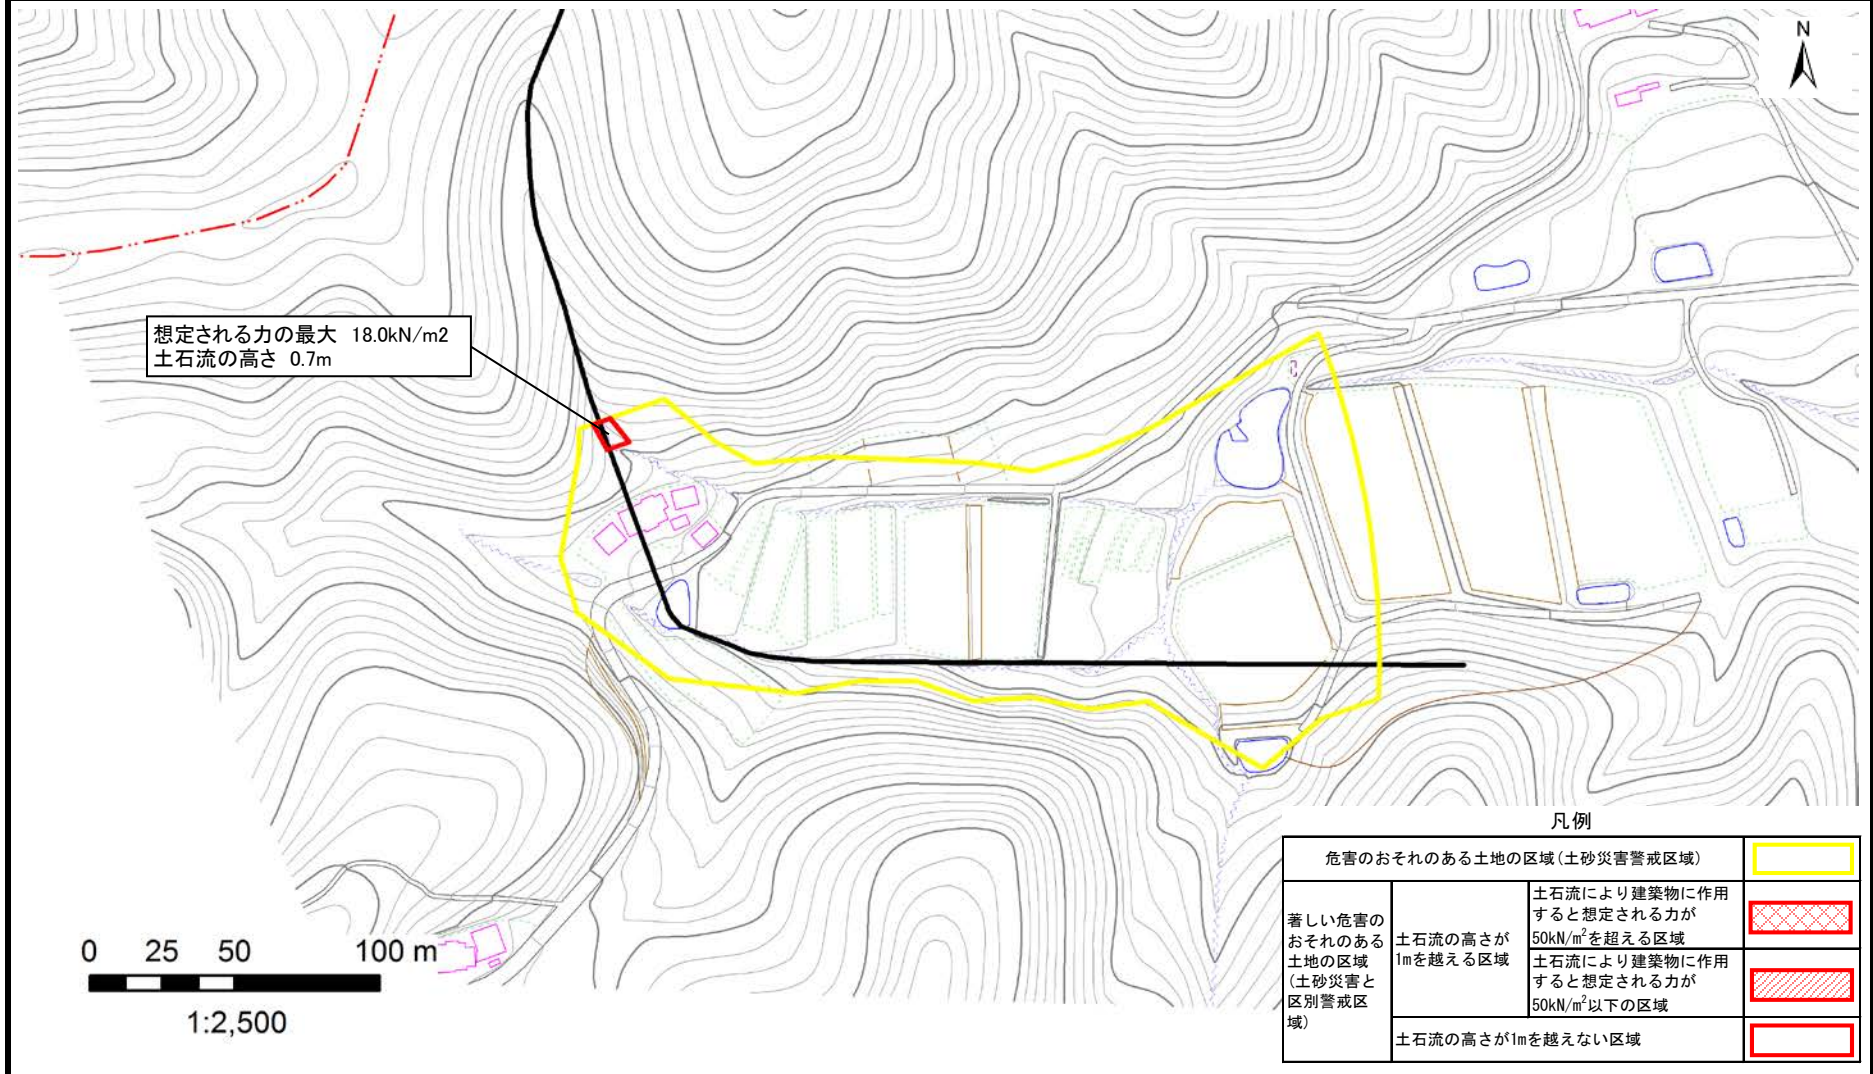 N
想定される力の最大 18.0kN/m2
土石流の高さ 0.7m
凡例
危害のおそれのある土地の区域(土砂災害警戒区域)
著しい危害の
おそれのある
土地の区域
(土砂災害と
区別警戒区
域)
土石流の高さが
1mを越える区域
土石流により建築物に作用
すると想定される力が
50kN/m²を超える区域
土石流により建築物に作用
すると想定される力が
50kN/m²以下の区域
土石流の高さが1mを越えない区域
0 25 50 100 m
1:2,500